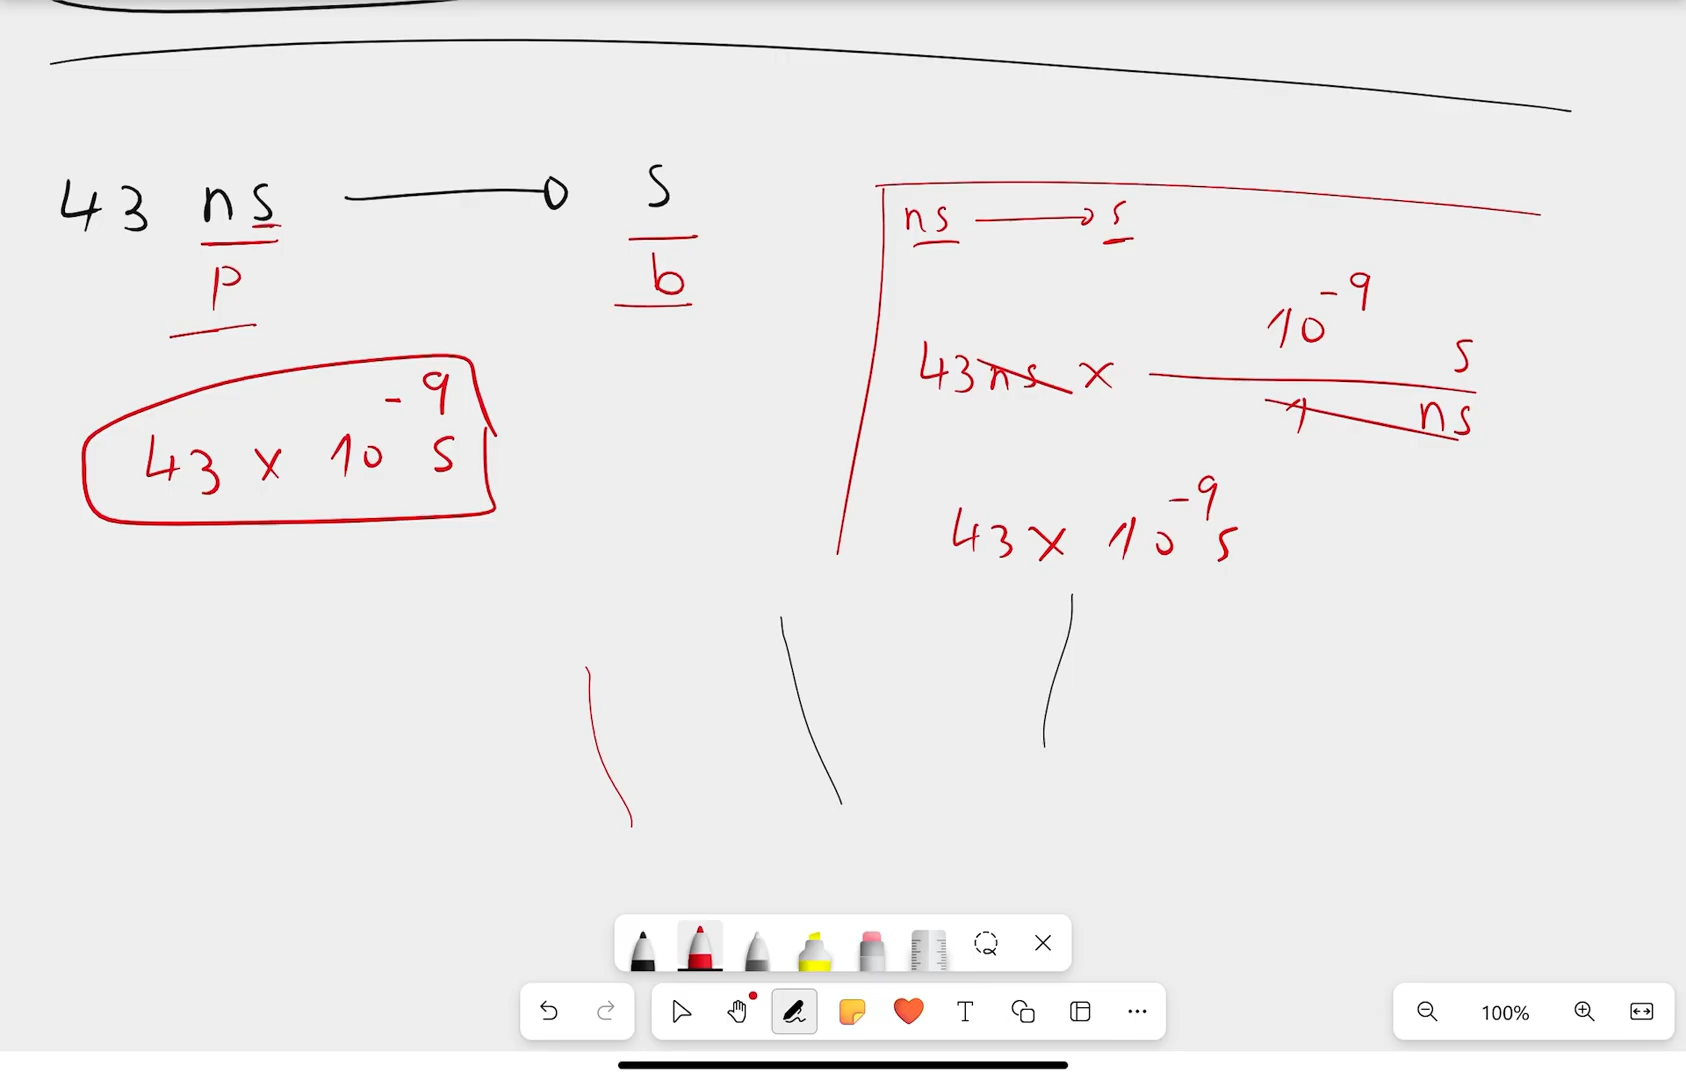 43 ns → s
p b
43 x 10⁻⁹ s
ns → s
43 ns x 10⁻⁹ s / 1 ns
43 x 10⁻⁹ s
T
100%